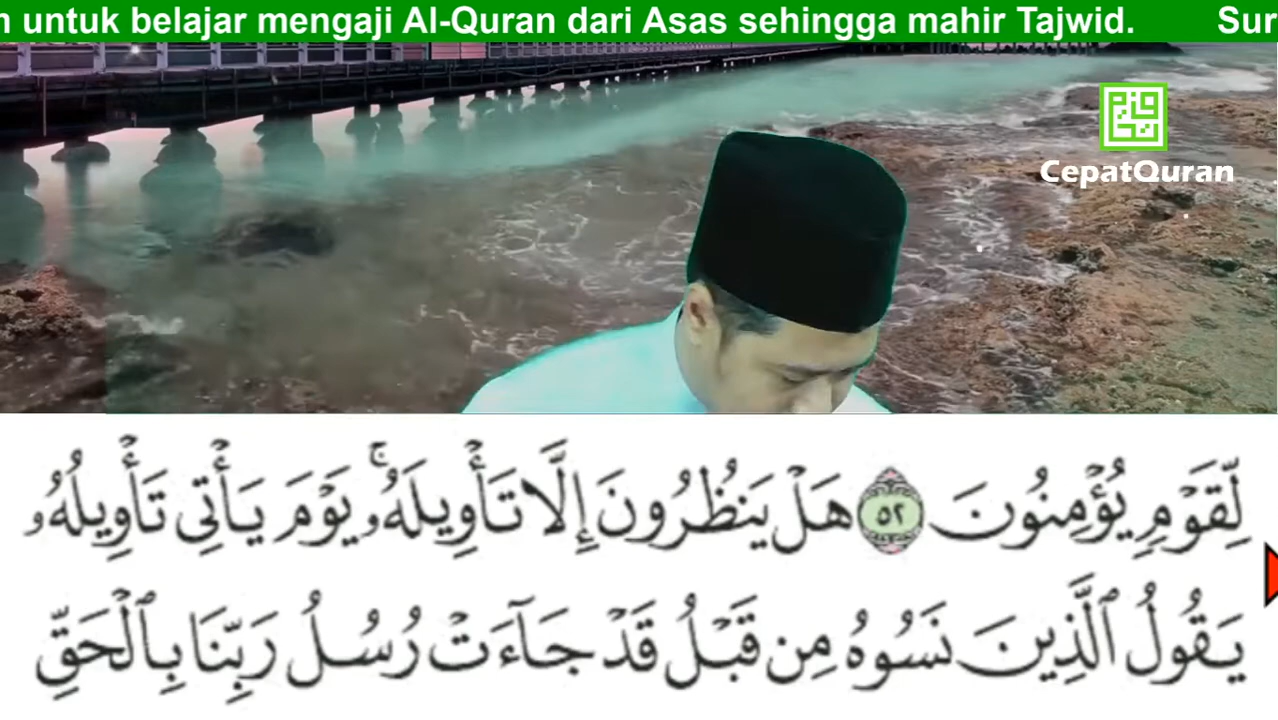 untuk belajar mengaji Al-Quran dari Asas sehingga mahir Tajwid. Sur
CepatQuran
لِّقَوْمٍ يُؤْمِنُونَ ٥٢ هَلْ يَنظُرُونَ إِلَّا تَأْوِيلَهُۥ ۚ يَوْمَ يَأْتِى تَأْوِيلُهُۥ
يَقُولُ ٱلَّذِينَ نَسُوهُ مِن قَبْلُ قَدْ جَآءَتْ رُسُلُ رَبِّنَا بِٱلْحَقِّ